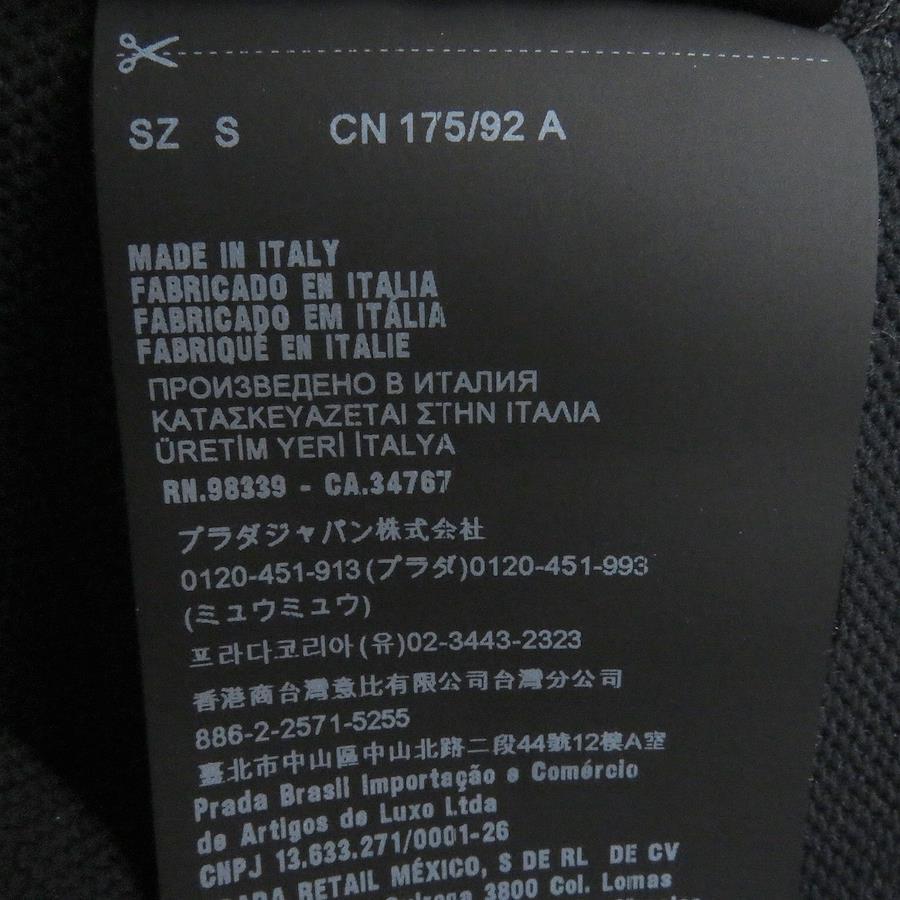 SZ S CN 175/92 A
MADE IN ITALY
FABRICADO EN ITALIA
FABRICADO EM ITÁLIA
FABRIQUÉ EN ITALIE
ПРОИЗВЕДЕНО В ИТАЛИЯ
ΚΑΤΑΣΚΕΥΑΖΕΤΑΙ ΣΤΗΝ ΙΤΑΛΙΑ
ÜRETİM YERİ İTALYA
RN.98339 - CA.34767
プラダジャパン株式会社
0120-451-913(プラダ)0120-451-993
(ミュウミュウ)
프라다코리아(유)02-3443-2323
香港商台灣意比有限公司台灣分公司
886-2-2571-5255
臺北市中山區中山北路二段44號12樓A室
Prada Brasil Importação e Comércio
de Artigos de Luxo Ltda
CNPJ 13.633.271/0001-26
RETAIL MÉXICO, S DE RL DE CV
3800 Col. Lomas